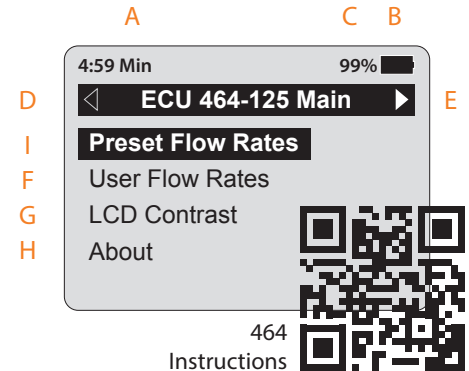 A C B
4:59 Min 99%
D ECU 464-125 Main E
I Preset Flow Rates
F User Flow Rates
G LCD Contrast
H About
464
Instructions